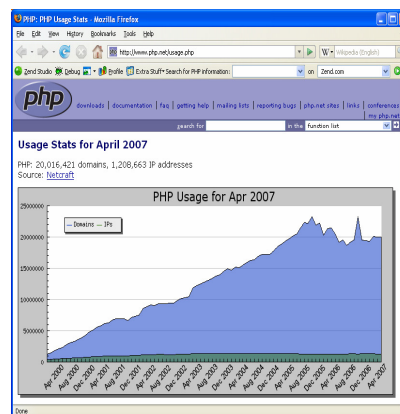 PHP: PHP Usage Stats - Mozilla Firefox
File Edit View History Bookmarks Tools Help
http://www.php.net/usage.php
W Wikipedia (English)
Zend Studio Debug Profile Extra Stuff Search for PHP information: on Zend.com
php
downloads | documentation | faq | getting help | mailing lists | reporting bugs | php.net sites | links | conferences
my php.net
search for in the function list
Usage Stats for April 2007
PHP: 20,016,421 domains, 1,208,663 IP addresses
Source: Netcraft
PHP Usage for Apr 2007
Domains IPs
25000000
20000000
15000000
10000000
5000000
0
Apr 2000 Aug 2000 Dec 2000 Apr 2001 Aug 2001 Dec 2001 Apr 2002 Aug 2002 Dec 2002 Apr 2003 Aug 2003 Dec 2003 Apr 2004 Aug 2004 Dec 2004 Apr 2005 Aug 2005 Dec 2005 Apr 2006 Aug 2006 Dec 2006 Apr 2007
Done